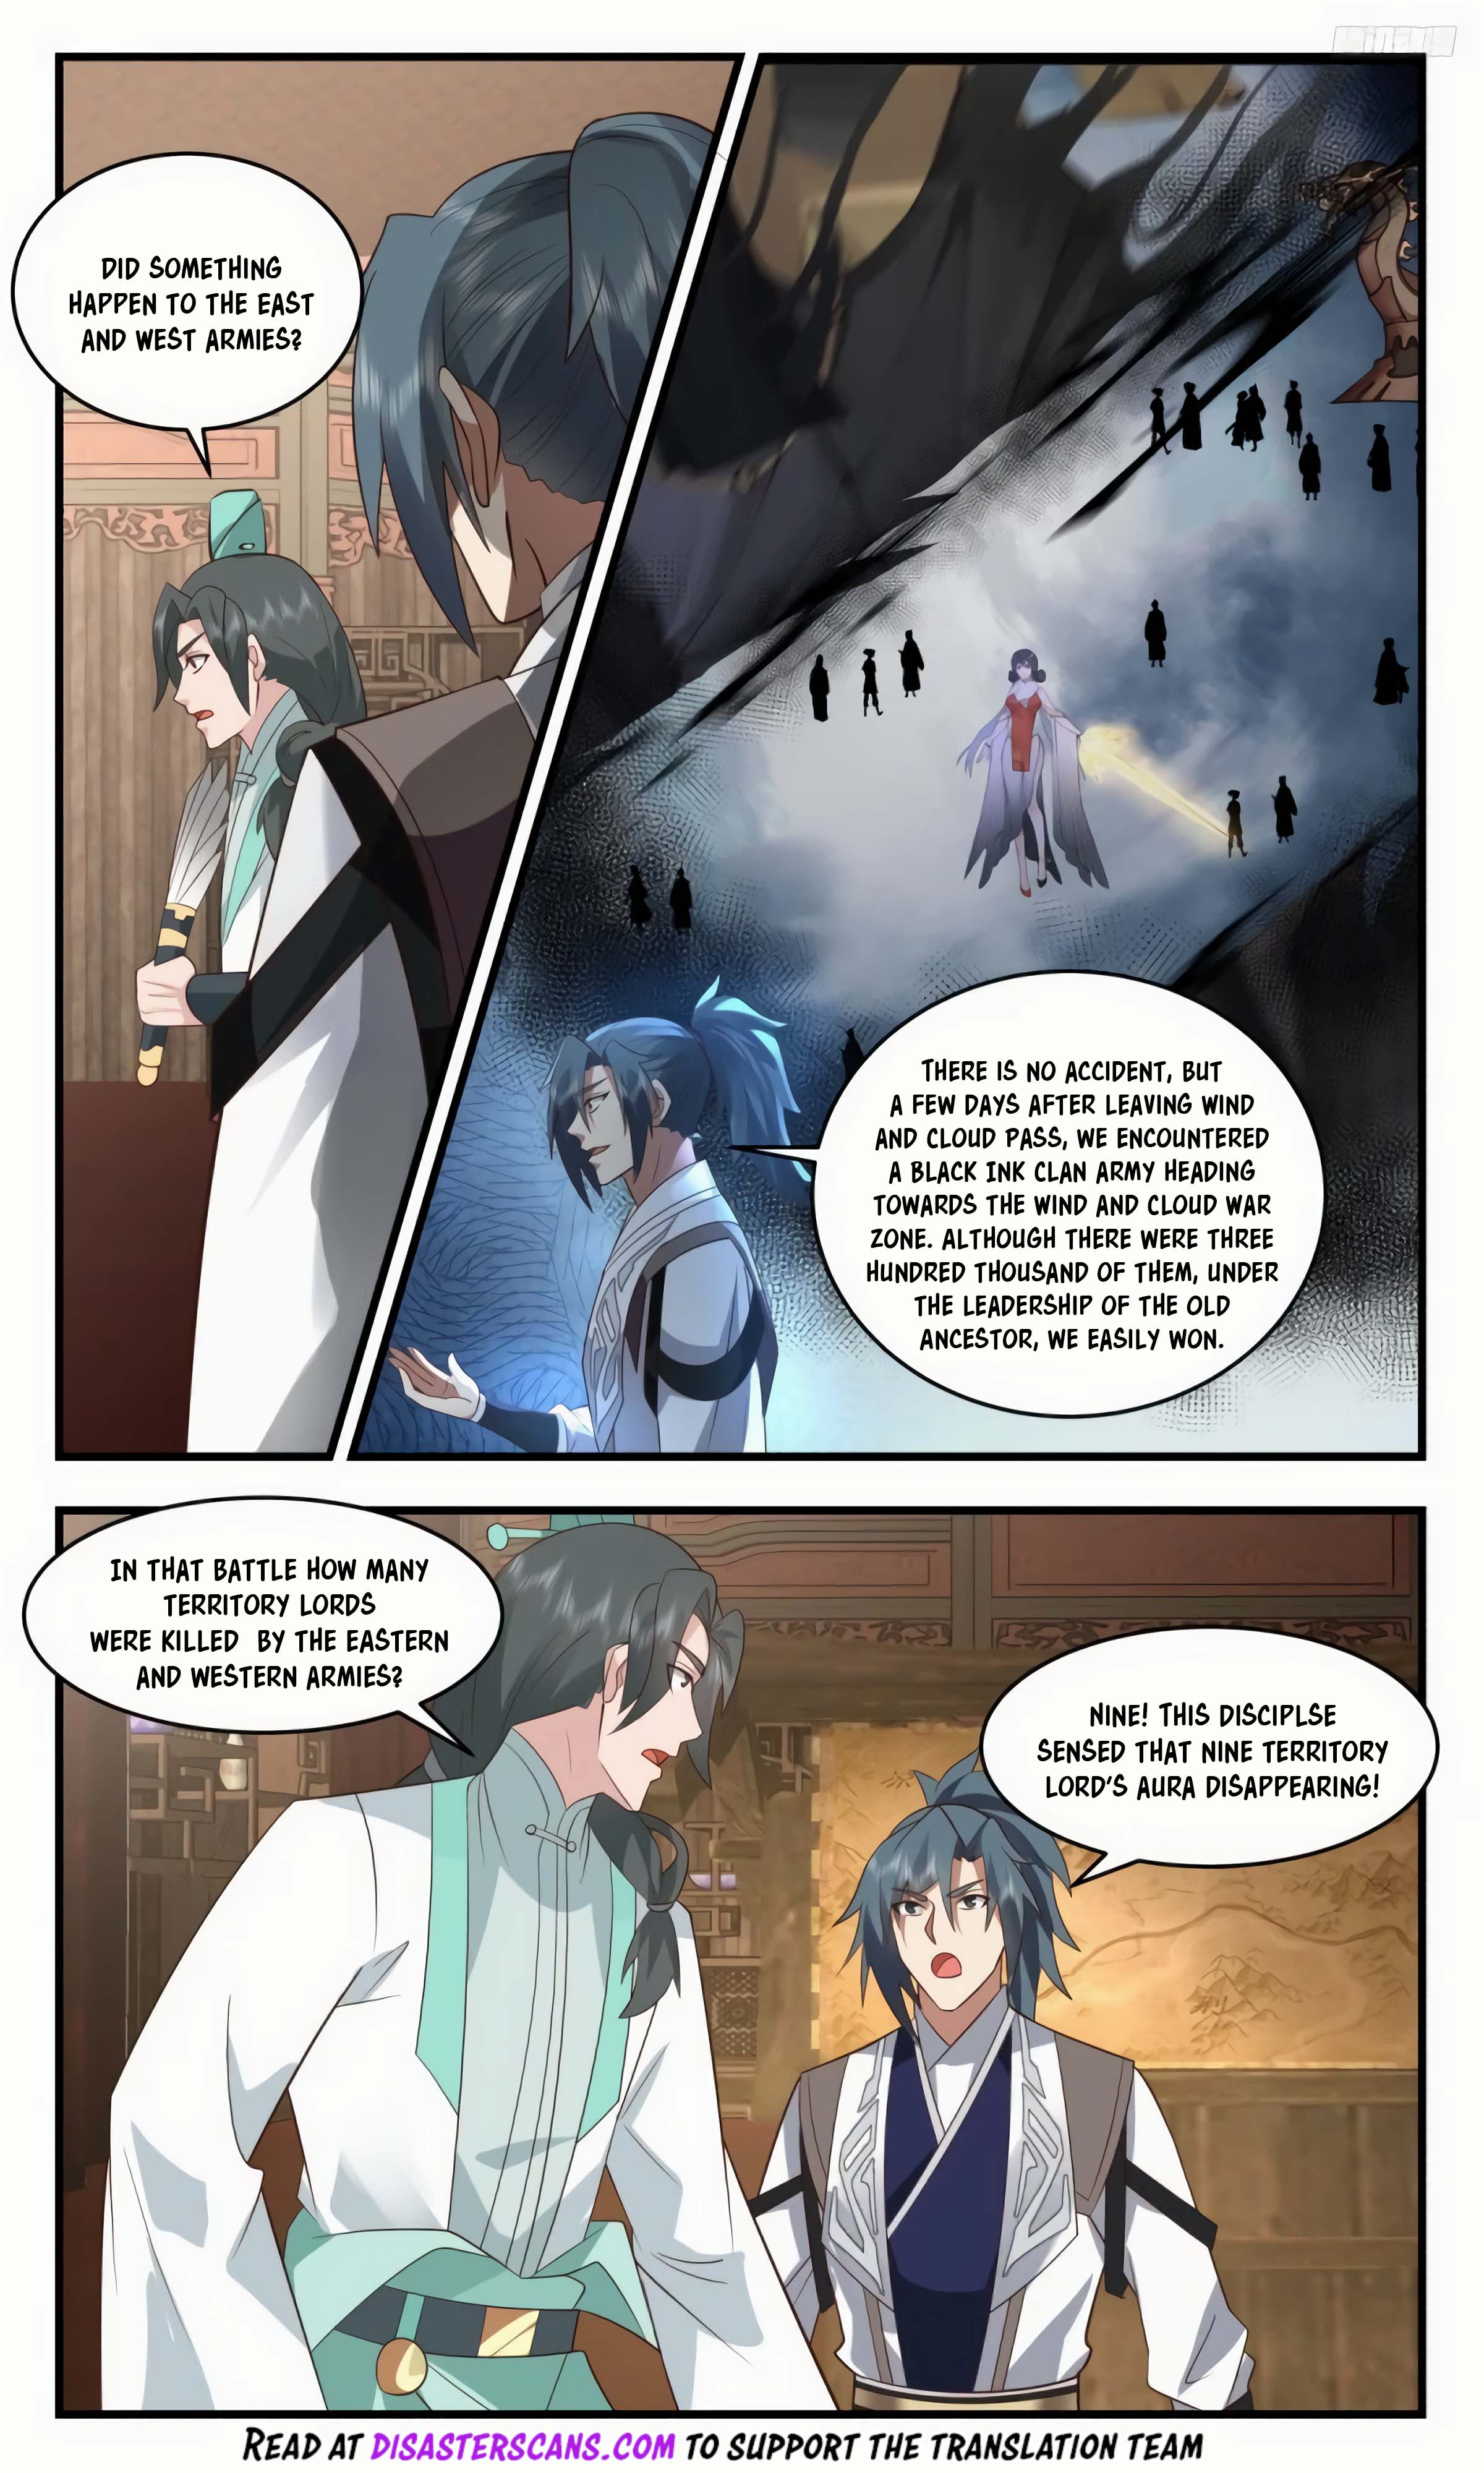 DID SOMETHING
HAPPEN TO THE EAST
AND WEST ARMIES?
THERE IS NO ACCIDENT, BUT
A FEW DAYS AFTER LEAVING WIND
AND CLOUD PASS, WE ENCOUNTERED
A BLACK INK CLAN ARMY HEADING
TOWARDS THE WIND AND CLOUD WAR
ZONE. ALTHOUGH THERE WERE THREE
HUNDRED THOUSAND OF THEM, UNDER
THE LEADERSHIP OF THE OLD
ANCESTOR, WE EASILY WON.
IN THAT BATTLE HOW MANY
TERRITORY LORDS
WERE KILLED BY THE EASTERN
AND WESTERN ARMIES?
NINE! THIS DISCIPLSE
SENSED THAT NINE TERRITORY
LORD'S AURA DISAPPEARING!
READ AT DISASTERSCANS.COM TO SUPPORT THE TRANSLATION TEAM